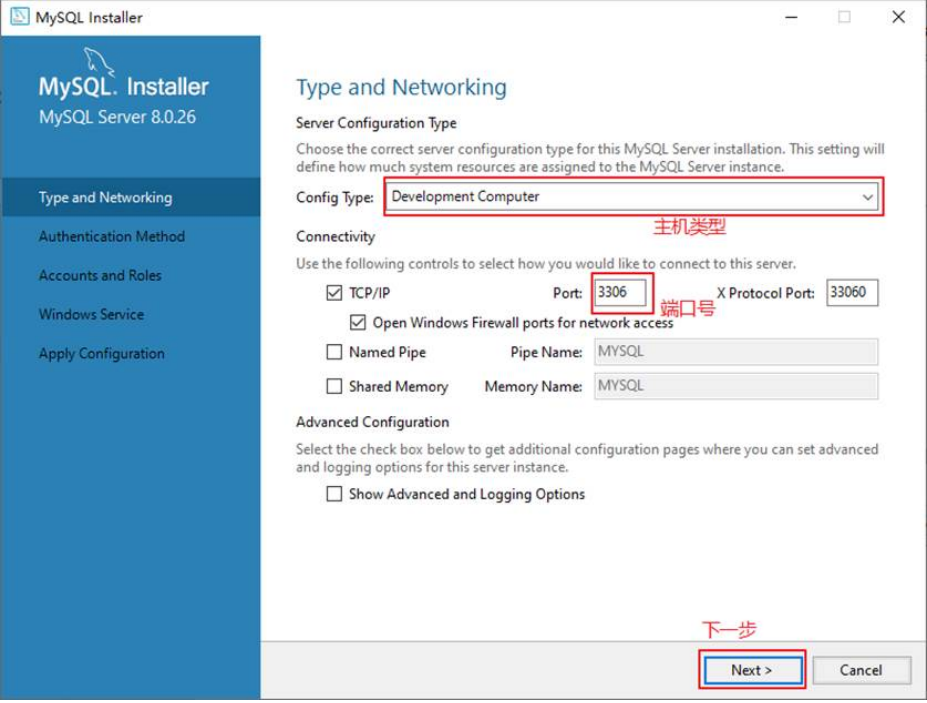 MySQL Installer
MySQL. Installer
MySQL Server 8.0.26
Type and Networking
Authentication Method
Accounts and Roles
Windows Service
Apply Configuration
Type and Networking
Server Configuration Type
Choose the correct server configuration type for this MySQL Server installation. This setting will
define how much system resources are assigned to the MySQL Server instance.
Config Type: Development Computer
主机类型
Connectivity
Use the following controls to select how you would like to connect to this server.
TCP/IP Port: 3306 X Protocol Port: 33060
端口号
Open Windows Firewall ports for network access
Named Pipe Pipe Name: MYSQL
Shared Memory Memory Name: MYSQL
Advanced Configuration
Select the check box below to get additional configuration pages where you can set advanced
and logging options for this server instance.
Show Advanced and Logging Options
下一步
Next > Cancel